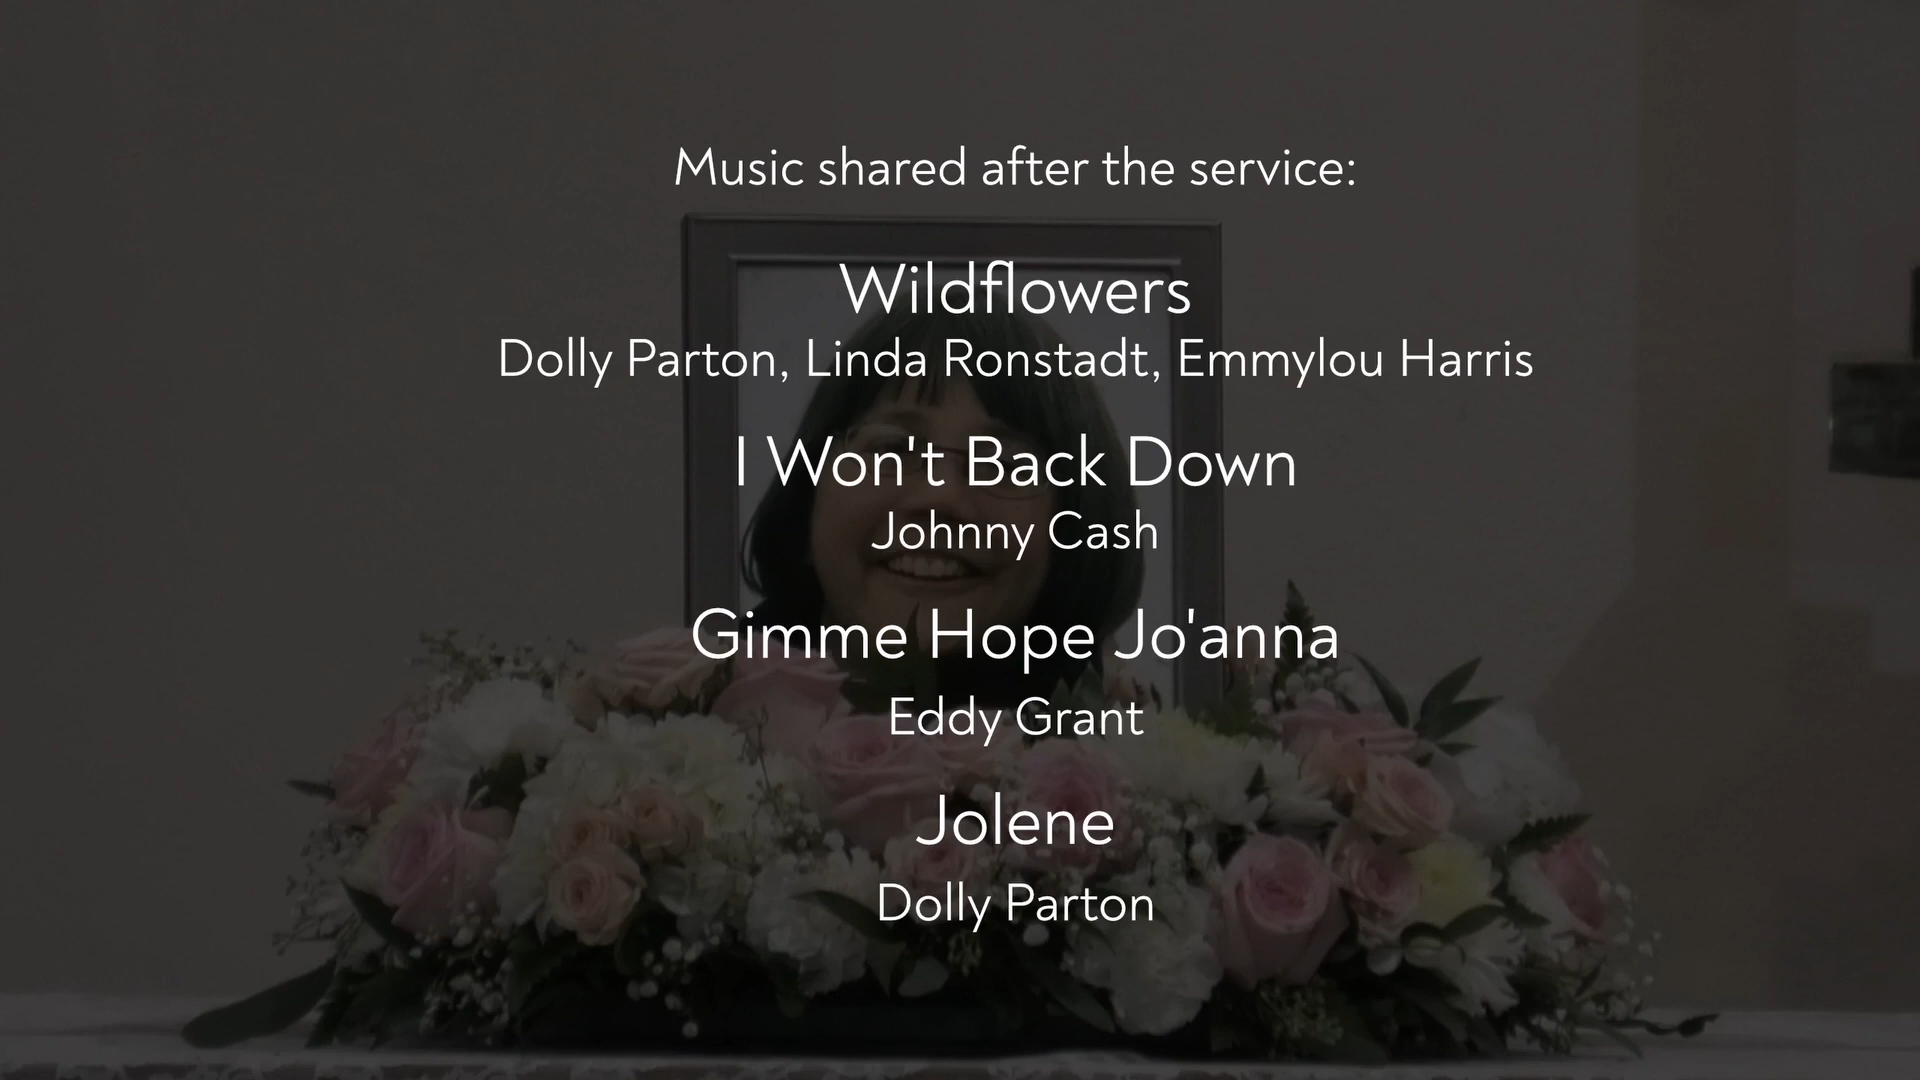 Music shared after the service:
Wildflowers
Dolly Parton, Linda Ronstadt, Emmylou Harris
I Won't Back Down
Johnny Cash
Gimme Hope Jo'anna
Eddy Grant
Jolene
Dolly Parton